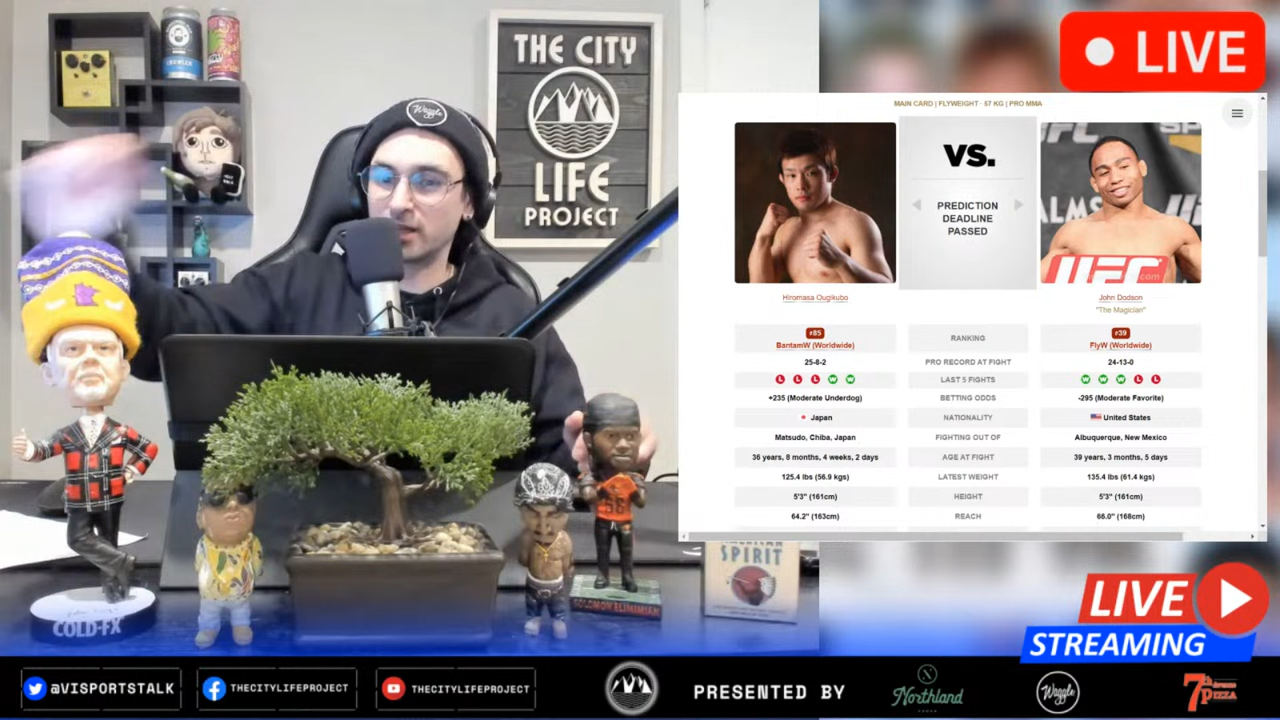 THE CITY
LIFE
PROJECT
Waggle
COLD-FX
SOLOMON ELIMIMIAN
SPIRIT
LIVE
MAIN CARD | FLYWEIGHT · 57 KG | PRO MMA
VS.
PREDICTION
DEADLINE
PASSED
UFC
ALMS
UFC.com
Hiromasa Ougikubo
John Dodson
"The Magician"
#85
BantamW (Worldwide)
RANKING
#39
FlyW (Worldwide)
25-8-2
PRO RECORD AT FIGHT
24-13-0
L L L W W
LAST 5 FIGHTS
W W W L L
+235 (Moderate Underdog)
BETTING ODDS
-295 (Moderate Favorite)
Japan
NATIONALITY
United States
Matsudo, Chiba, Japan
FIGHTING OUT OF
Albuquerque, New Mexico
36 years, 8 months, 4 weeks, 2 days
AGE AT FIGHT
39 years, 3 months, 5 days
125.4 lbs (56.9 kgs)
LATEST WEIGHT
135.4 lbs (61.4 kgs)
5'3" (161cm)
HEIGHT
5'3" (161cm)
64.2" (163cm)
REACH
66.0" (168cm)
LIVE
STREAMING
@VISPORTSTALK
THECITYLIFEPROJECT
THECITYLIFEPROJECT
PRESENTED BY
Northland
Waggle
7th
PIZZA